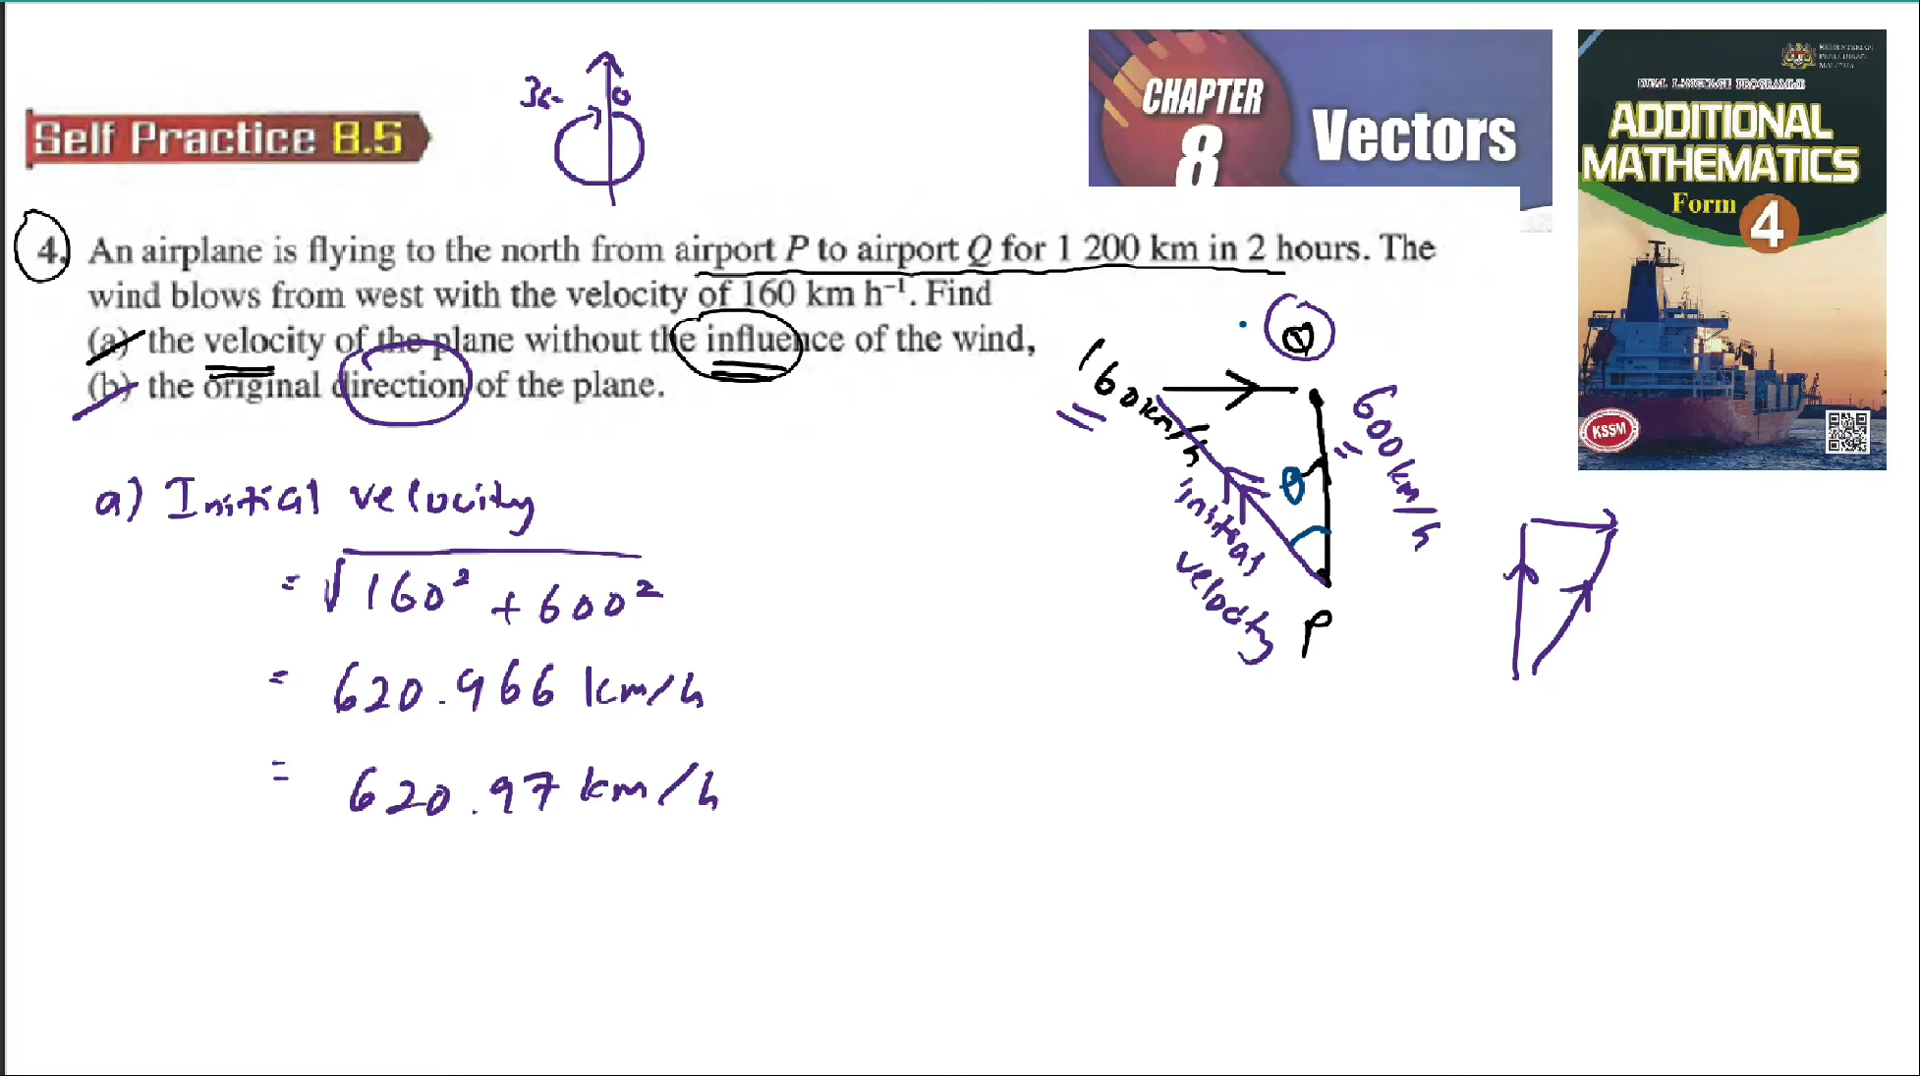 CHAPTER
8
Vectors
KEMENTERIAN
PENDIDIKAN
MALAYSIA
DUAL LANGUAGE PROGRAMME
ADDITIONAL
MATHEMATICS
Form 4
KSSM
Self Practice 8.5
0
4. An airplane is flying to the north from airport P to airport Q for 1 200 km in 2 hours. The
wind blows from west with the velocity of 160 km h⁻¹. Find
(a) the velocity of the plane without the influence of the wind,
(b) the original direction of the plane.
Q
160km/h
600km/h
θ
initial
velocity
P
a) Initial velocity
= √160² + 600²
= 620.966 km/h
= 620.97 km/h